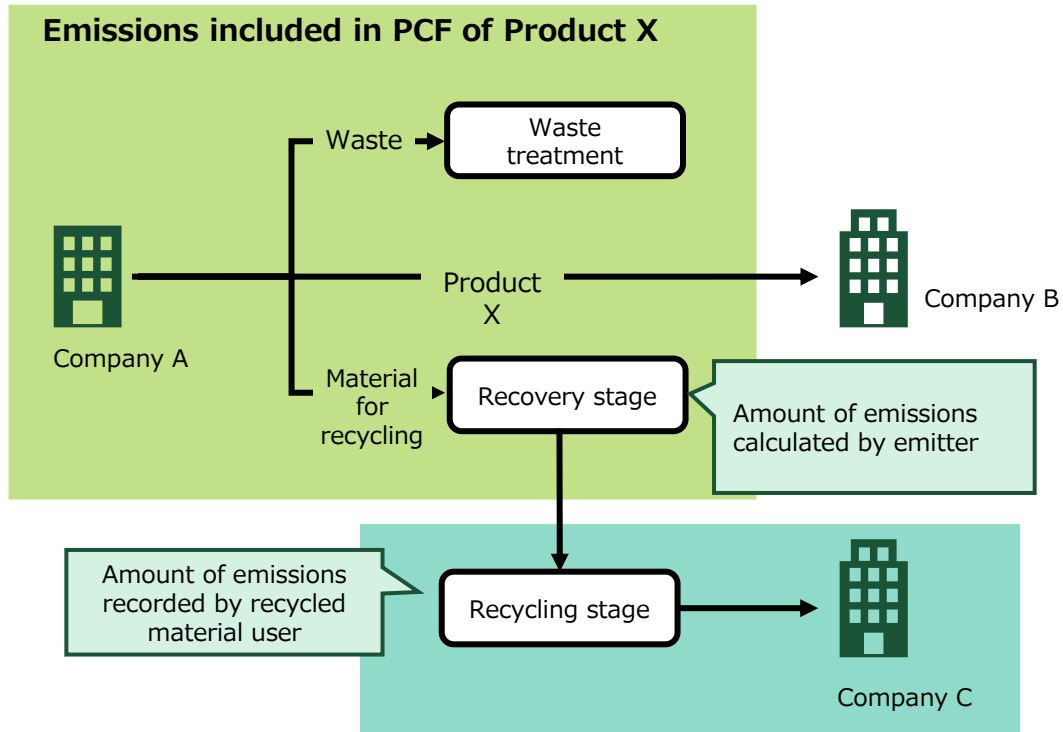 Emissions included in PCF of Product X
Waste
Waste
treatment
Product
X
Company A
Company B
Material
for
recycling
Recovery stage
Amount of emissions
calculated by emitter
Amount of emissions
recorded by recycled
material user
Recycling stage
Company C